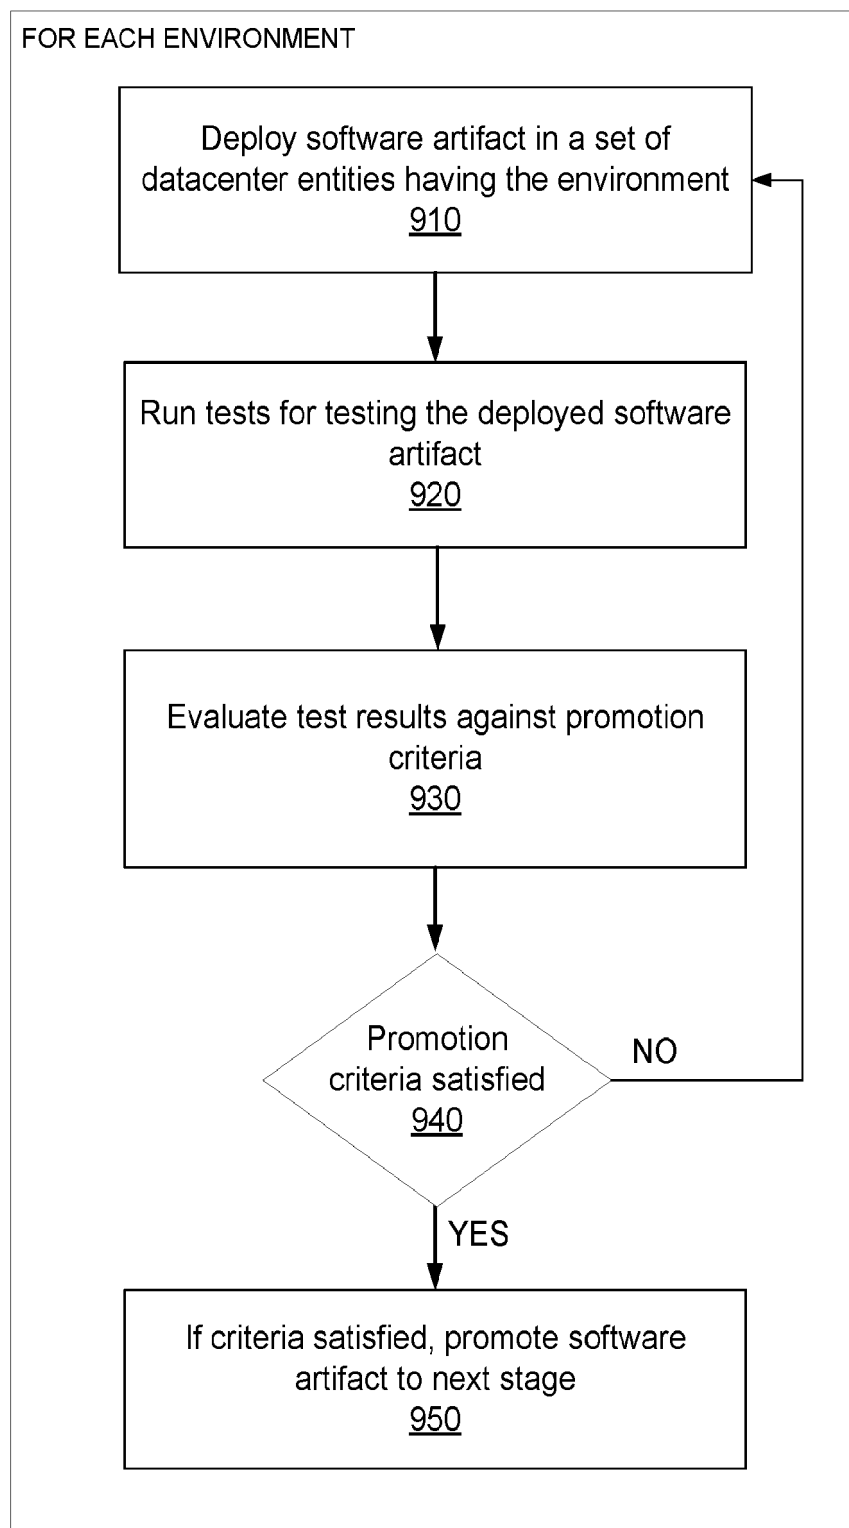 FOR EACH ENVIRONMENT
Deploy software artifact in a set of
datacenter entities having the environment
910
Run tests for testing the deployed software
artifact
920
Evaluate test results against promotion
criteria
930
Promotion
criteria satisfied
940
NO
YES
If criteria satisfied, promote software
artifact to next stage
950